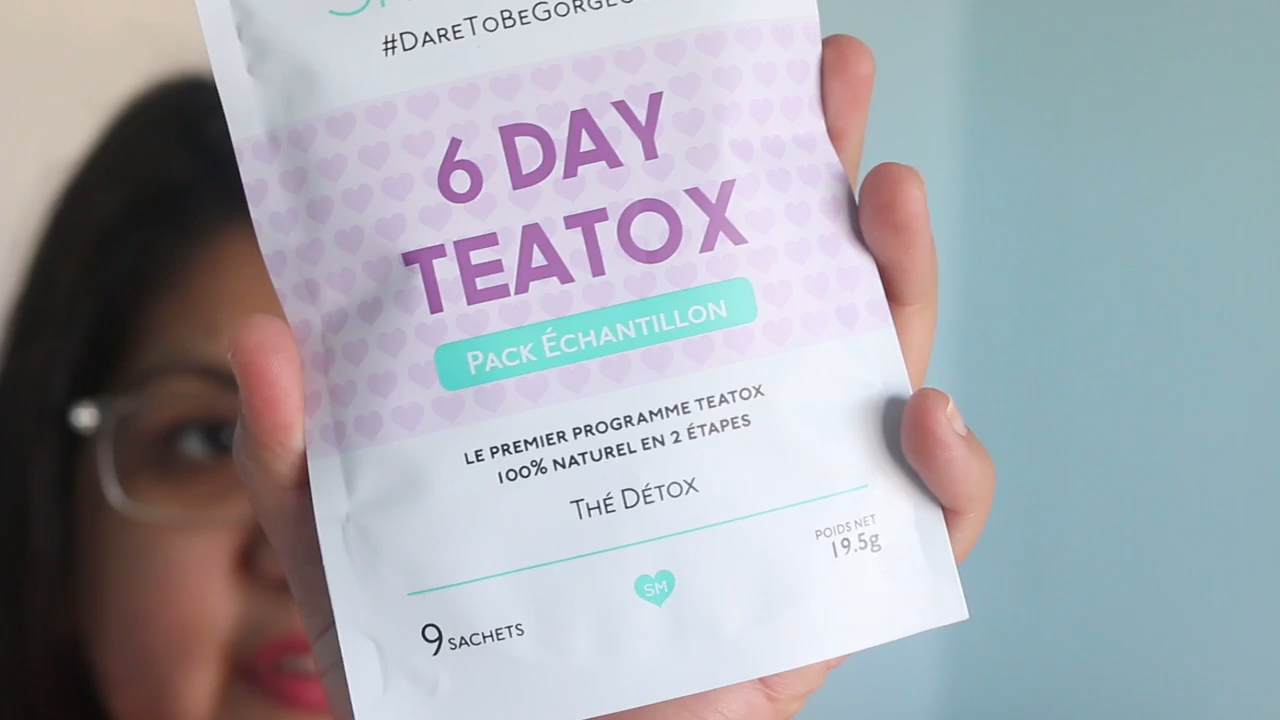 #DARETOBEGORGEO
6 DAY
TEATOX
PACK ÉCHANTILLON
LE PREMIER PROGRAMME TEATOX
100% NATUREL EN 2 ÉTAPES
THÉ DÉTOX
POIDS NET
19.5g
SM
9 SACHETS